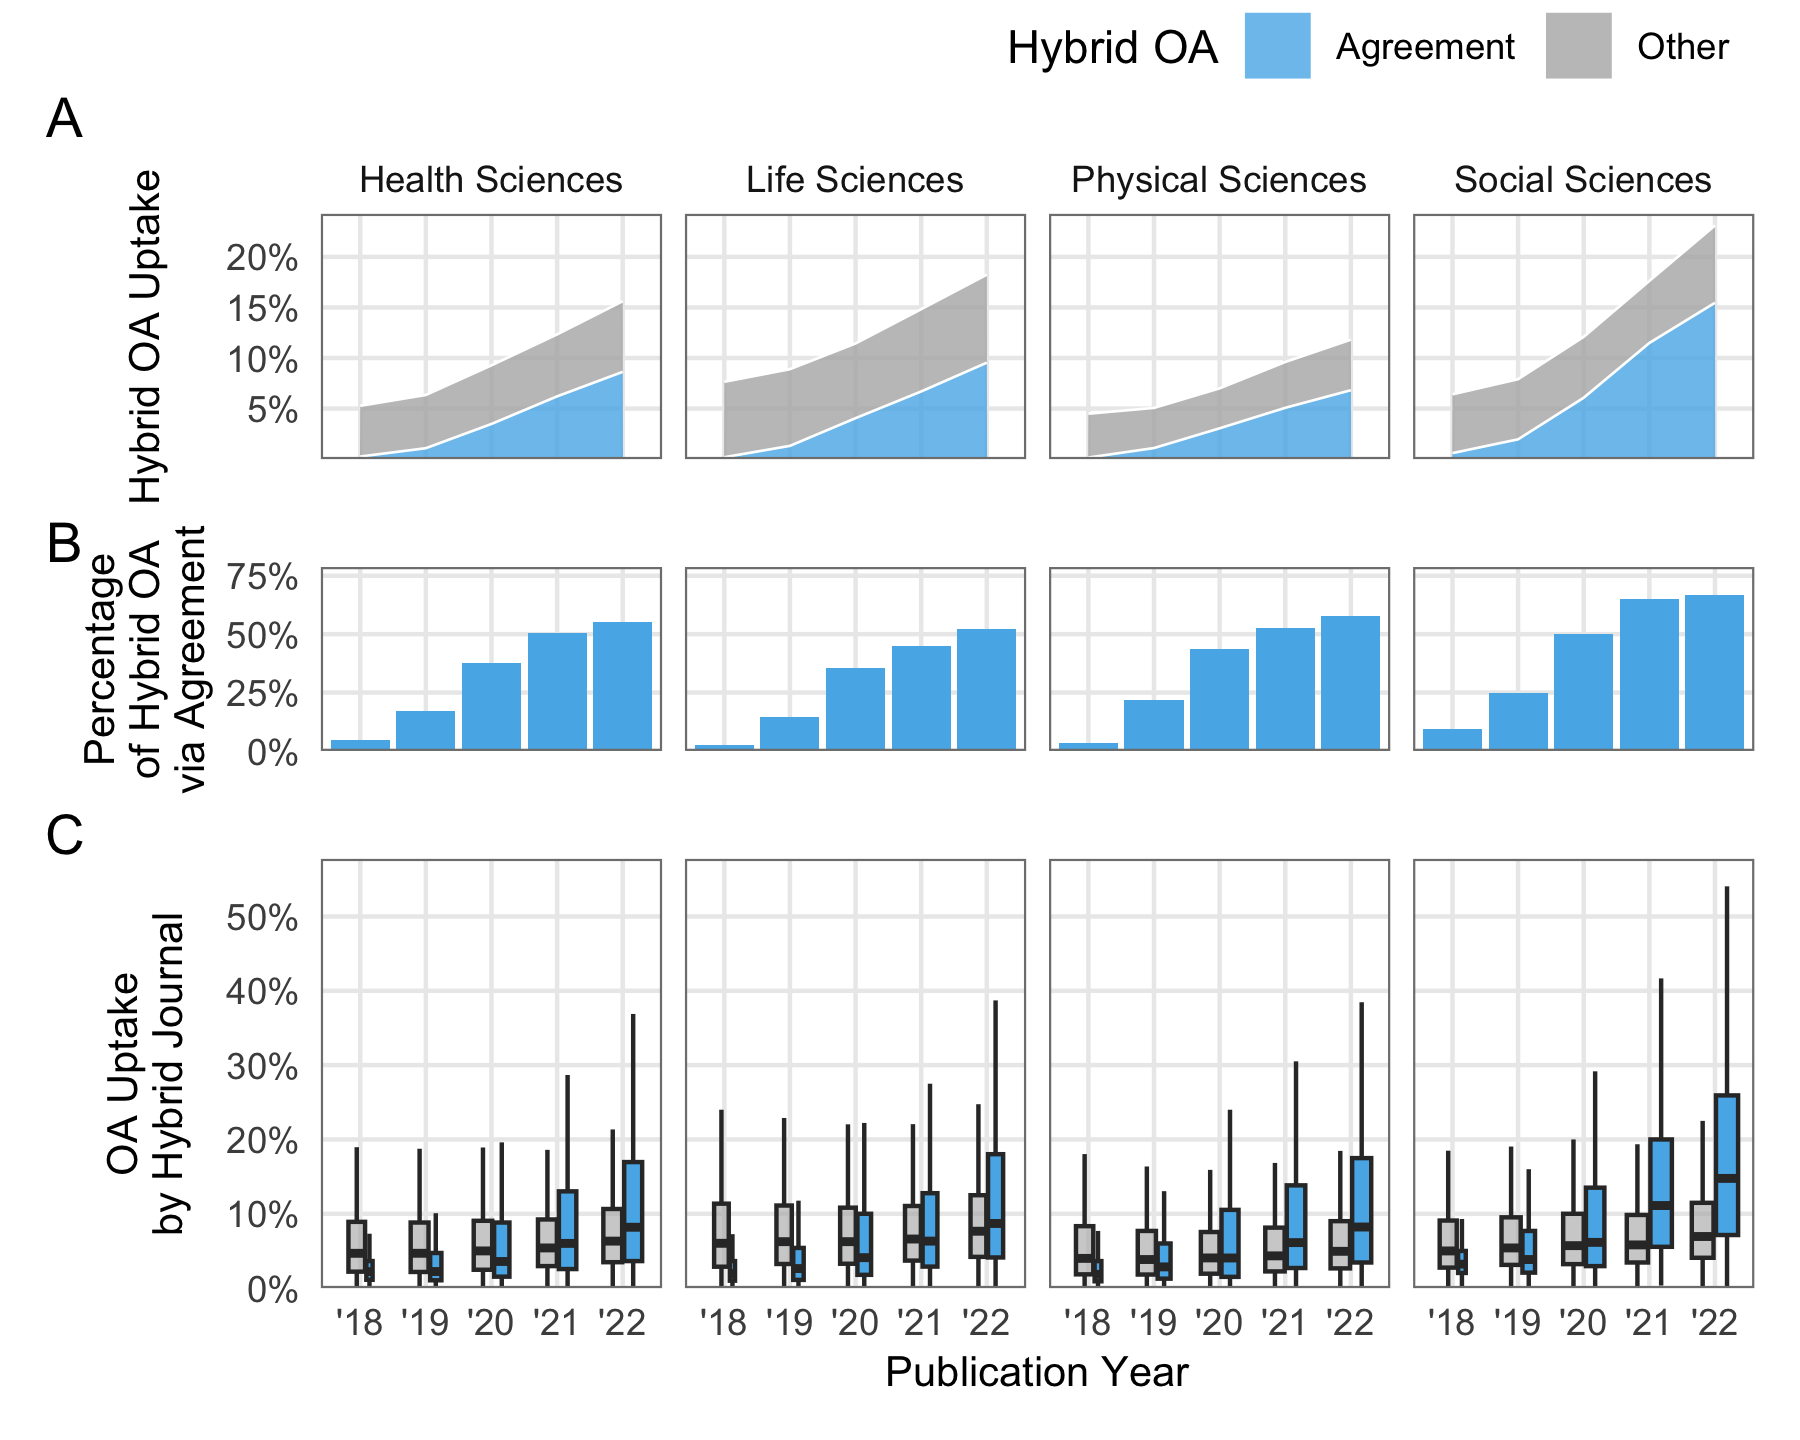 Hybrid OA Agreement Other
A
Health Sciences Life Sciences Physical Sciences Social Sciences
Hybrid OA Uptake
20%
15%
10%
5%
B
Percentage
of Hybrid OA
via Agreement
75%
50%
25%
0%
C
OA Uptake
by Hybrid Journal
50%
40%
30%
20%
10%
0%
'18 '19 '20 '21 '22 '18 '19 '20 '21 '22 '18 '19 '20 '21 '22 '18 '19 '20 '21 '22
Publication Year